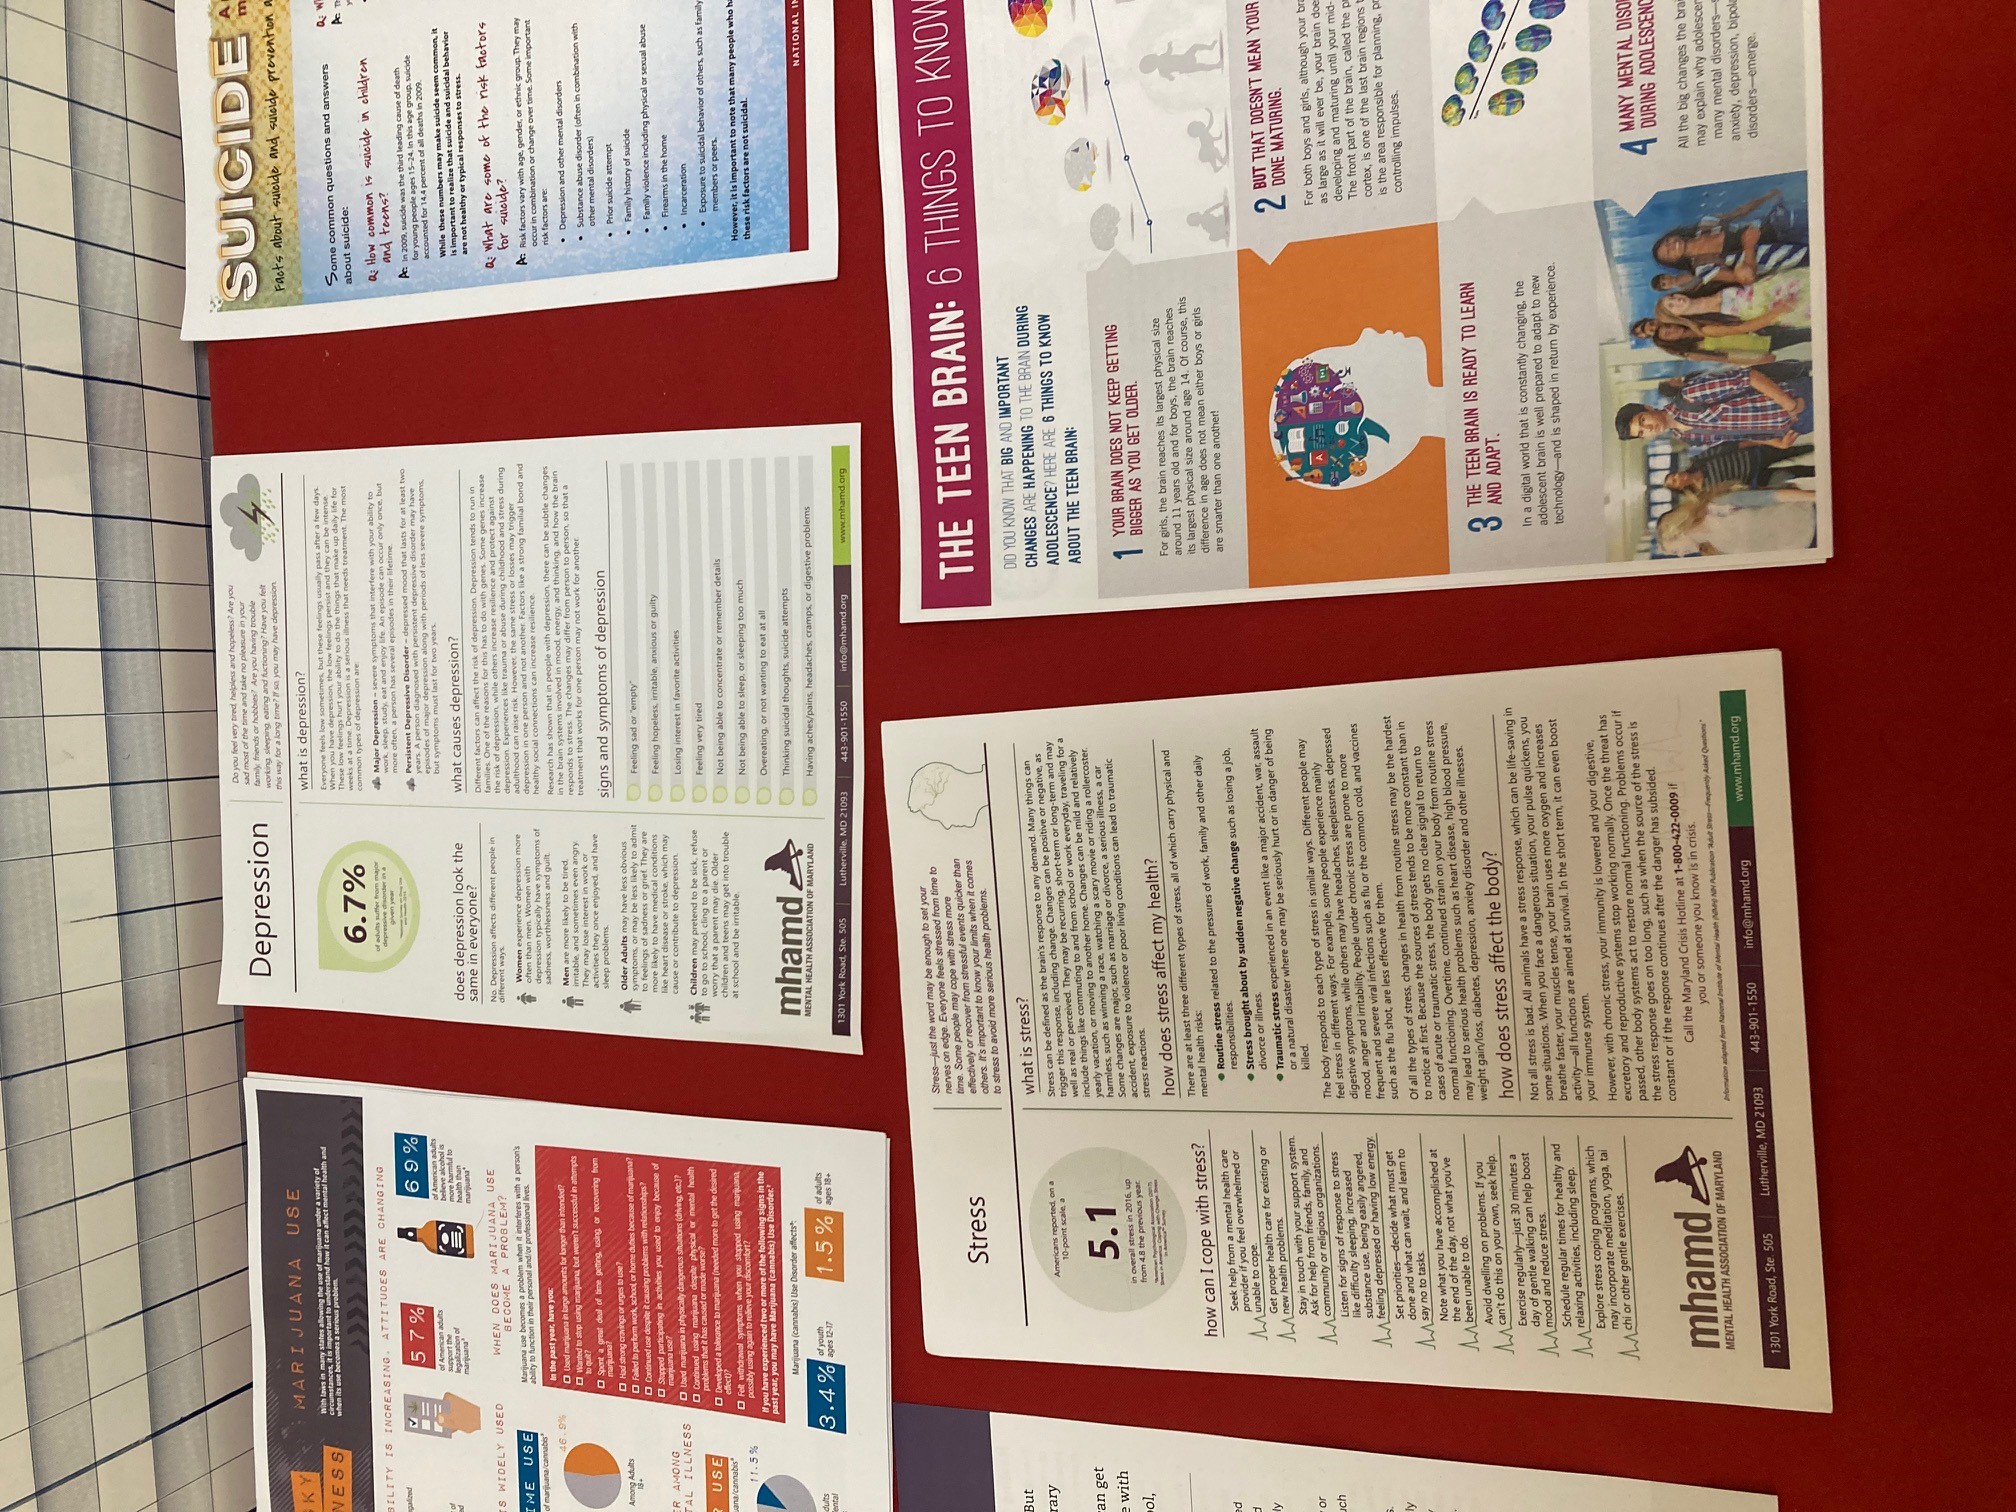 MARIJUANA USE
With laws in many states allowing the use of marijuana under a variety of
circumstances, it is important to understand how it can affect mental health and
when its use becomes a serious problem.
BILITY IS INCREASING. ATTITUDES ARE CHANGING
57%
of American adults
support the
legalization of
marijuana
69%
of American adults
believe alcohol is
more harmful to
health than
marijuana
S WIDELY USED
WHEN DOES MARIJUANA USE
BECOME A PROBLEM?
Marijuana use becomes a problem when it interferes with a person's
ability to function in their personal and/or professional lives.
In the past year, have you:
Used marijuana in large amounts for longer than intended?
Wanted to stop using marijuana, but weren't successful in attempts
to quit?
Spent a great deal of time getting, using, or recovering from
marijuana?
Had strong cravings or urges to use?
Failed to perform work, school or home duties because of marijuana?
Continued use despite it causing problems with relationships?
Stopped participating in activities you used to enjoy because of
marijuana use?
Used marijuana in physically dangerous situations (driving, etc.)?
Continued using marijuana despite physical or mental health
problems that it has caused or made worse?
Developed a tolerance to marijuana (needed more to get the desired
effect)?
Felt withdrawal symptoms when you stopped using marijuana,
possibly using again to relieve your discomfort?
If you have experienced two or more of the following signs in the
past year, you may have Marijuana (cannabis) Use Disorder.
IME USE
of marijuana/cannabis
46.9%
Among Adults
18+
R AMONG
TAL ILLNESS
USE
11.5%
Marijuana (cannabis) Use Disorder affects:
3.4%
of youth
ages 12-17
1.5%
of adults
ages 18+
Depression
Do you feel very tired, helpless and hopeless? Are you
sad most of the time and take pleasure in your
family, friends or hobbies? Are you having trouble
working, sleeping, eating and functioning? Have you felt
this way for a long time? If so, you may have depression.
6.7%
of adults suffer from major
depressive disorder in a
given year
does depression look the
same in everyone?
No. Depression affects different people in
different ways.
Women experience depression more
often than men. Women with
depression typically have symptoms of
sadness, worthlessness and guilt.
Men are more likely to be tired,
irritable, and sometimes even angry.
They may lose interest in work or
activities they once enjoyed, and have
sleep problems.
Older Adults may have less obvious
symptoms, or may be less likely to admit
to feelings of sadness or grief. They are
more likely to have medical conditions
like heart disease or stroke, which may
cause or contribute to depression.
Children may pretend to be sick, refuse
to go to school, cling to a parent or
worry that a parent may die. Older
children and teens may get into trouble
at school and be irritable.
What is depression?
Everyone feels low sometimes, but these feelings usually pass after a few days.
When you have depression, the low feelings persist and they can be intense.
These low feelings hurt your ability to do the things that make up daily life for
weeks at a time. Depression is a serious illness that needs treatment. The most
common types of depression are:
Major Depression – severe symptoms that interfere with your ability to
work, sleep, study, eat and enjoy life. An episode can occur only once, but
more often, a person has several episodes in their lifetime.
Persistent Depressive Disorder – depressed mood that lasts for at least two
years. A person diagnosed with persistent depressive disorder may have
episodes of major depression along with periods of less severe symptoms,
but symptoms must last for two years.
what causes depression?
Different factors can affect the risk of depression. Depression tends to run in
families. One of the reasons for this has to do with genes. Some genes increase
the risk of depression, while others increase resilience and protect against
depression. Experiences like trauma or abuse during childhood and stress during
adulthood can raise risk. However, the same stress or losses may trigger
depression in one person and not another. Factors like a strong familial bond and
healthy social connections can increase resilience.
Research has shown that in people with depression, there can be subtle changes
in the brain systems involved in mood, energy, and thinking, and how the brain
responds to stress. The changes may differ from person to person, so that a
treatment that works for one person may not work for another.
signs and symptoms of depression
Feeling sad or "empty"
Feeling hopeless, irritable, anxious or guilty
Losing interest in favorite activities
Feeling very tired
Not being able to concentrate or remember details
Not being able to sleep, or sleeping too much
Overeating, or not wanting to eat at all
Thinking suicidal thoughts, suicide attempts
Having aches/pains, headaches, cramps, or digestive problems
mhamd
MENTAL HEALTH ASSOCIATION OF MARYLAND
1301 York Road, Ste. 505 | Lutherville, MD 21093 | 443-901-1550 | info@mhamd.org www.mhamd.org
SUICIDE
Facts about suicide and suicide prevention
Some common questions and answers
about suicide:
Q: How common is suicide in children
and teens?
A: In 2009, suicide was the third leading cause of death
for young people ages 15–24. In this age group, suicide
accounted for 14.4 percent of all deaths in 2009.
While these numbers may make suicide seem common, it
is important to realize that suicide and suicidal behavior
are not healthy or typical responses to stress.
Q: What are some of the risk factors
for suicide?
A: Risk factors vary with age, gender, or ethnic group. They may
occur in combination or change over time. Some important
risk factors are:
• Depression and other mental disorders
• Substance abuse disorder (often in combination with
other mental disorders)
• Prior suicide attempt
• Family history of suicide
• Family violence including physical or sexual abuse
• Firearms in the home
• Incarceration
• Exposure to suicidal behavior of others, such as family
members or peers.
However, it is important to note that many people who
these risk factors are not suicidal.
NATIONAL
Stress
Stress—just the word may be enough to set your
nerves on edge. Everyone feels stressed from time to
time. Some people may cope with stress more
effectively or recover from stressful events quicker than
others. It's important to know your limits when it comes
to stress to avoid more serious health problems.
Americans reported, on a
10-point scale, a
5.1
in overall stress in 2016, up
from 4.8 the previous year.
how can I cope with stress?
Seek help from a mental health care
provider if you feel overwhelmed or
unable to cope.
Get proper health care for existing or
new health problems.
Stay in touch with your support system.
Ask for help from friends, family, and
community or religious organizations.
Listen for signs of response to stress
like difficulty sleeping, increased
substance use, being easily angered,
feeling depressed or having low energy.
Set priorities—decide what must get
done and what can wait, and learn to
say no to tasks.
Note what you have accomplished at
the end of the day, not what you've
been unable to do.
Avoid dwelling on problems. If you
can't do this on your own, seek help.
Exercise regularly—just 30 minutes a
day of gentle walking can help boost
mood and reduce stress.
Schedule regular times for healthy and
relaxing activities, including sleep.
Explore stress coping programs, which
may incorporate meditation, yoga, tai
chi or other gentle exercises.
what is stress?
Stress can be defined as the brain's response to any demand. Many things can
trigger this response, including change. Changes can be positive or negative, as
well as real or perceived. They may be recurring, short-term or long-term and may
include things like commuting to and from school or work everyday, traveling for a
yearly vacation, or moving to another home. Changes can be mild and relatively
harmless, such as winning a race, watching a scary movie or riding a rollercoster.
Some changes are major, such as marriage or divorce, a serious illness, a car
accident, exposure to violence or poor living conditions can lead to traumatic
stress reactions.
how does stress affect my health?
There are at least three different types of stress, all of which carry physical and
mental health risks:
• Routine stress related to the pressures of work, family and other daily
responsibilities.
• Stress brought about by sudden negative change such as losing a job,
divorce or illness.
• Traumatic stress experienced in an event like a major accident, war, assault
or a natural disaster where one may be seriously hurt or in danger of being
killed.
The body responds to each type of stress in similar ways. Different people may
feel stress in different ways. For example, some people experience mainly
digestive symptoms, while others may have headaches, sleeplessness, depressed
mood, anger and irritability. People under chronic stress are prone to more
frequent and severe viral infections such as flu or the common cold, and vaccines
such as the flu shot, are less effective for them.
Of all the types of stress, changes in health from routine stress may be the hardest
to notice at first. Because the sources of stress tends to be more constant than in
cases of acute or traumatic stress, the body gets no clear signal to return to
normal functioning. Overtime, continued strain on your body from routine stress
may lead to serious health problems such as heart disease, high blood pressure,
weight gain/loss, diabetes, depression, anxiety disorder and other illnesses.
how does stress affect the body?
Not all stress is bad. All animals have a stress response, which can be life-saving in
some situations. When you face a dangerous situation, your pulse quickens, you
breathe faster, your muscles tense, your brain uses more oxygen and increases
activity—all functions are aimed at survival. In the short term, it can even boost
your immune system.
However, with chronic stress, your immunity is lowered and your digestive,
excretory and reproductive systems stop working normally. Once the threat has
passed, other body systems act to restore normal functioning. Problems occur if
the stress response goes on too long, such as when the source of the stress is
constant or if the response continues after the danger has subsided.
Call the Maryland Crisis Hotline at 1-800-422-0009 if
you or someone you know is in crisis.
Information adapted from National Institute of Mental Health (NIMH) publication "Adult Stress—Frequently Asked Questions"
mhamd
MENTAL HEALTH ASSOCIATION OF MARYLAND
1301 York Road, Ste. 505 | Lutherville, MD 21093 | 443-901-1550 | info@mhamd.org www.mhamd.org
THE TEEN BRAIN: 6 THINGS TO KNOW
DID YOU KNOW THAT BIG AND IMPORTANT
CHANGES ARE HAPPENING TO THE BRAIN DURING
ADOLESCENCE? HERE ARE 6 THINGS TO KNOW
ABOUT THE TEEN BRAIN:
1 YOUR BRAIN DOES NOT KEEP GETTING
BIGGER AS YOU GET OLDER.
For girls, the brain reaches its largest physical size
around 11 years old and for boys, the brain reaches
its largest physical size around age 14. Of course, this
difference in age does not mean either boys or girls
are smarter than one another!
2 BUT THAT DOESN'T MEAN YOUR
DONE MATURING.
For both boys and girls, although your
as large as it will ever be, your brain
developing and maturing until your mid-
The front part of the brain, called the
cortex, is one of the last brain regions
is the area responsible for planning,
controlling impulses.
3 THE TEEN BRAIN IS READY TO LEARN
AND ADAPT.
In a digital world that is constantly changing, the
adolescent brain is well prepared to adapt to new
technology—and is shaped in return by experience.
4 MANY MENTAL
DURING ADOLESCENC
All the big changes the
may explain why adolescen
many mental disorders—
anxiety, depression, bipol
disorders—emerge.